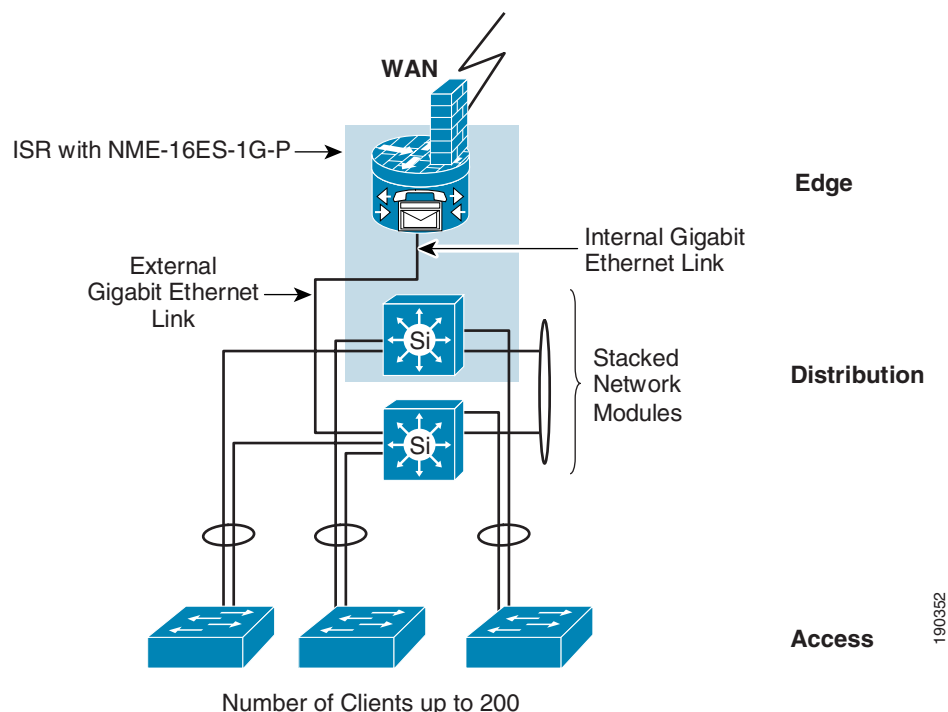 WAN
ISR with NME-16ES-1G-P
Edge
Internal Gigabit
Ethernet Link
External
Gigabit Ethernet
Link
Si
Stacked
Network
Modules
Distribution
Si
Access
190352
Number of Clients up to 200